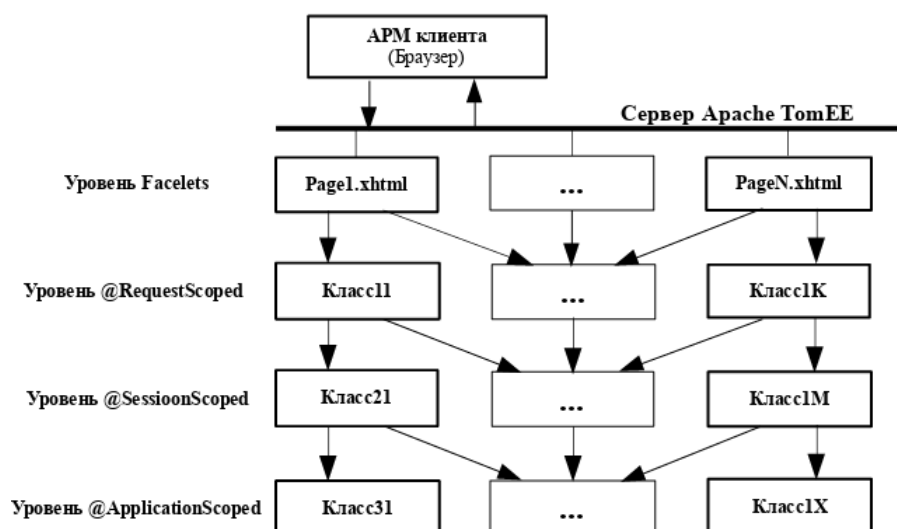 АРМ клиента
(Браузер)
Сервер Apache TomEE
Уровень Facelets
Page1.xhtml
...
PageN.xhtml
Уровень @RequestScoped
Класс11
...
Класс1K
Уровень @SessioonScoped
Класс21
...
Класс1M
Уровень @ApplicationScoped
Класс31
...
Класс1X